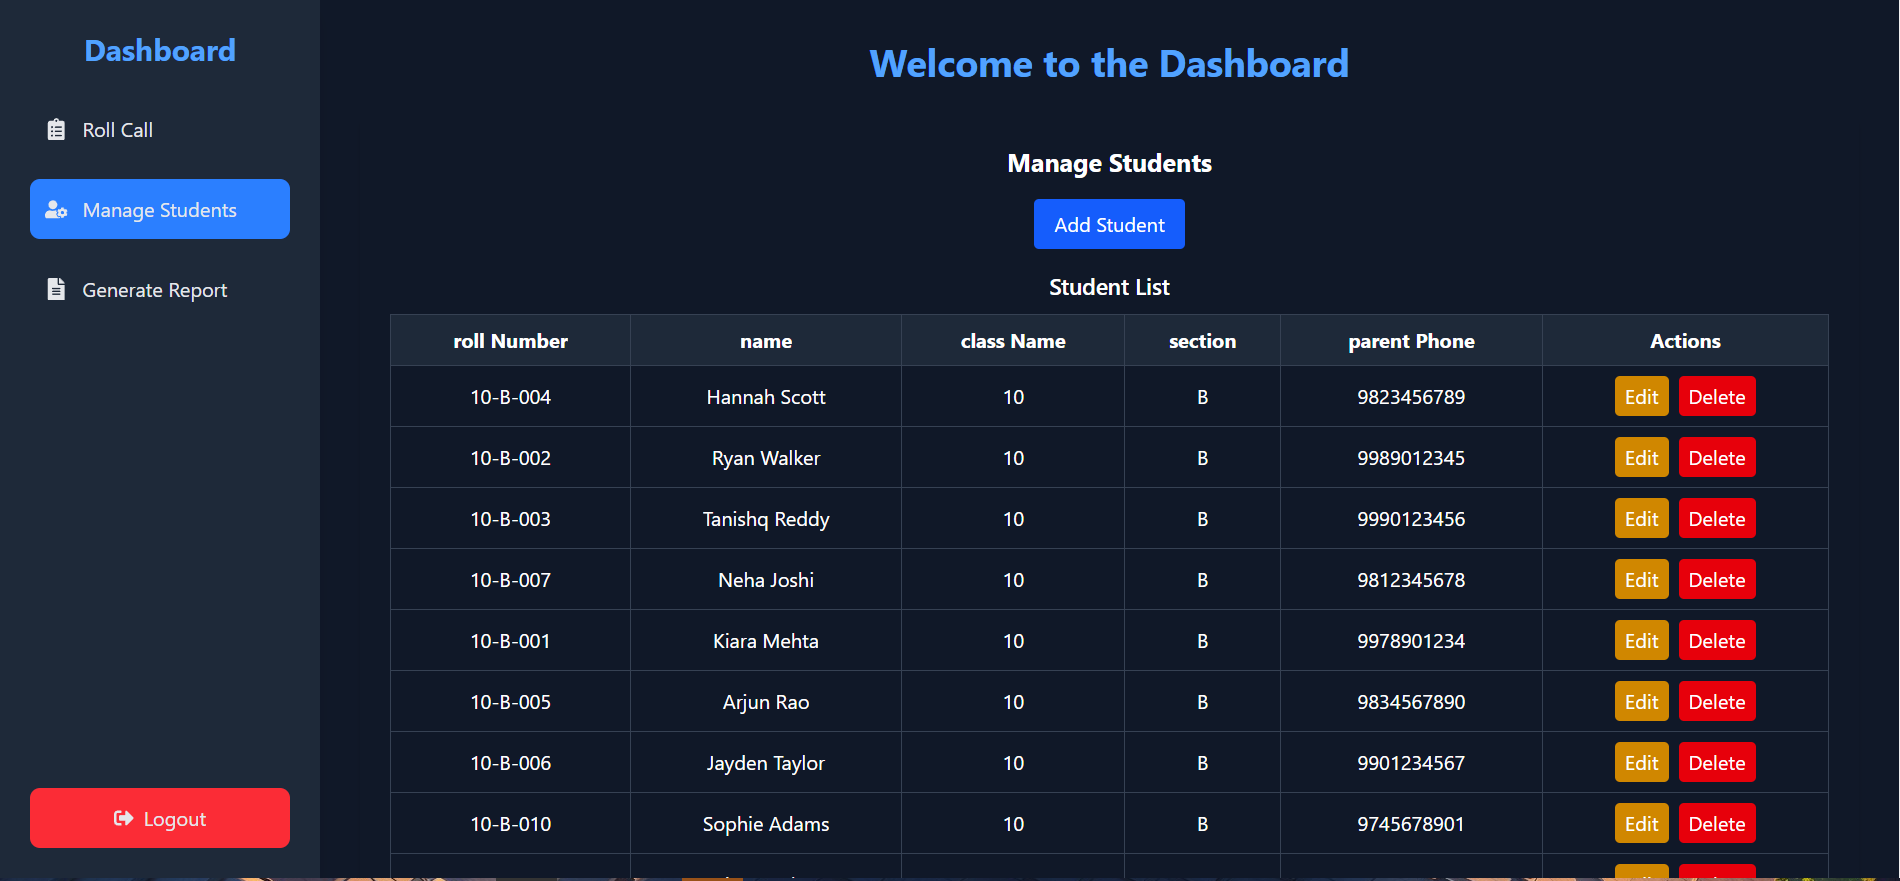 Dashboard
Roll Call
Manage Students
Generate Report
Logout
Welcome to the Dashboard
Manage Students
Add Student
Student List
roll Number name class Name section parent Phone Actions
10-B-004 Hannah Scott 10 B 9823456789 Edit Delete
10-B-002 Ryan Walker 10 B 9989012345 Edit Delete
10-B-003 Tanishq Reddy 10 B 9990123456 Edit Delete
10-B-007 Neha Joshi 10 B 9812345678 Edit Delete
10-B-001 Kiara Mehta 10 B 9978901234 Edit Delete
10-B-005 Arjun Rao 10 B 9834567890 Edit Delete
10-B-006 Jayden Taylor 10 B 9901234567 Edit Delete
10-B-010 Sophie Adams 10 B 9745678901 Edit Delete